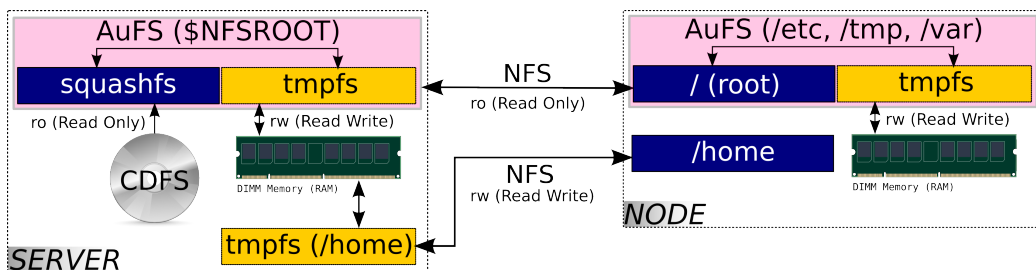 AuFS ($NFSROOT)
squashfs
tmpfs
ro (Read Only)
rw (Read Write)
CDFS
DIMM Memory (RAM)
tmpfs (/home)
SERVER
NFS
ro (Read Only)
NFS
rw (Read Write)
AuFS (/etc, /tmp, /var)
/ (root)
tmpfs
rw (Read Write)
/home
DIMM Memory (RAM)
NODE